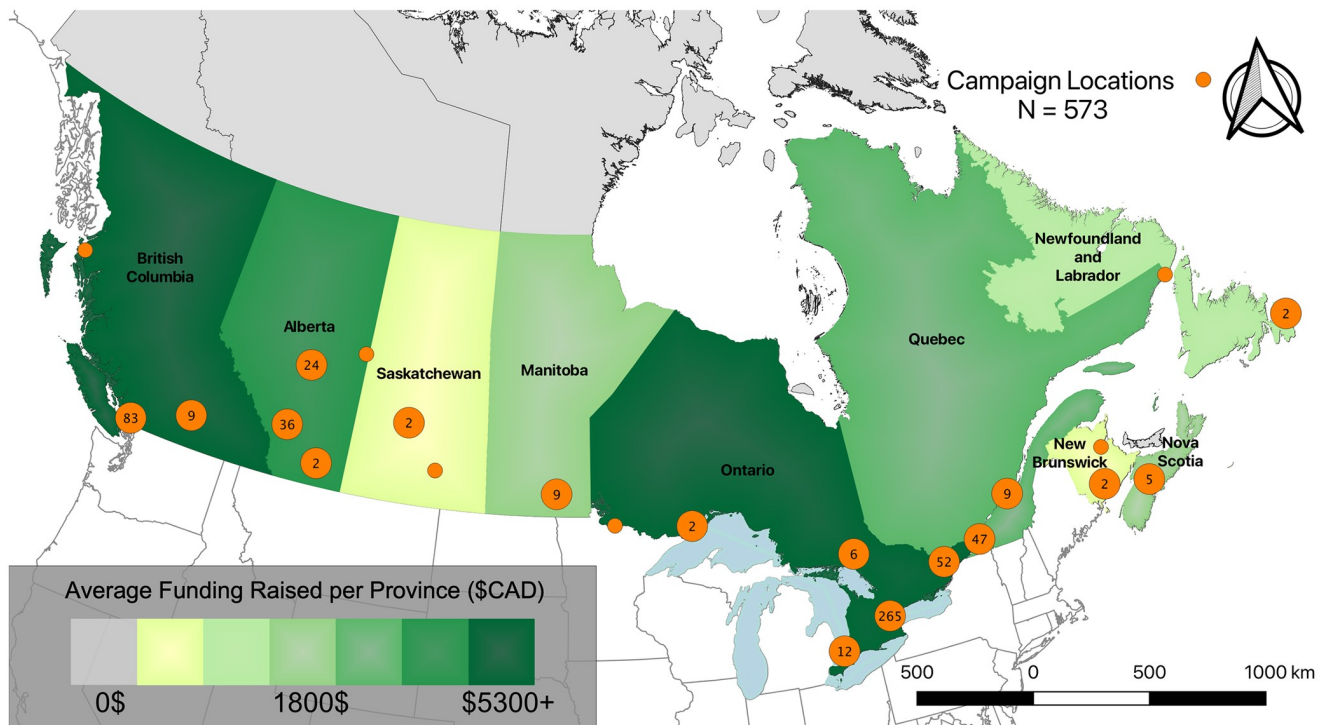 Campaign Locations
N = 573
British
Columbia
Alberta
Saskatchewan
Manitoba
Ontario
Quebec
Newfoundland
and
Labrador
New
Brunswick
Nova
Scotia
2
24
83
9
36
2
2
9
2
6
52
47
9
2
5
265
12
Average Funding Raised per Province ($CAD)
0$ 1800$ $5300+
500 0 500 1000 km